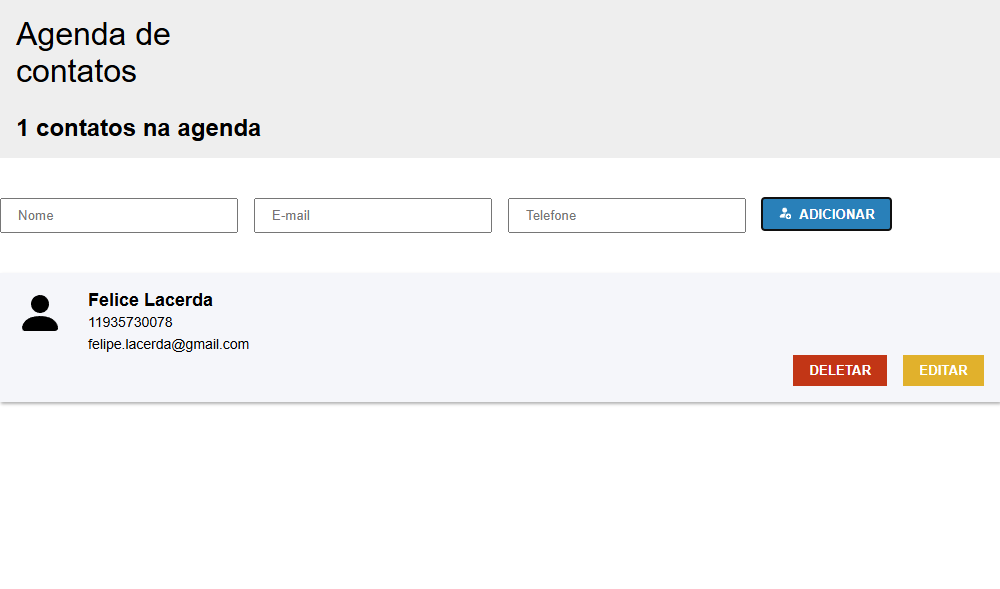 Agenda de
contatos
1 contatos na agenda
Nome
E-mail
Telefone
ADICIONAR
Felice Lacerda
11935730078
felipe.lacerda@gmail.com
DELETAR
EDITAR